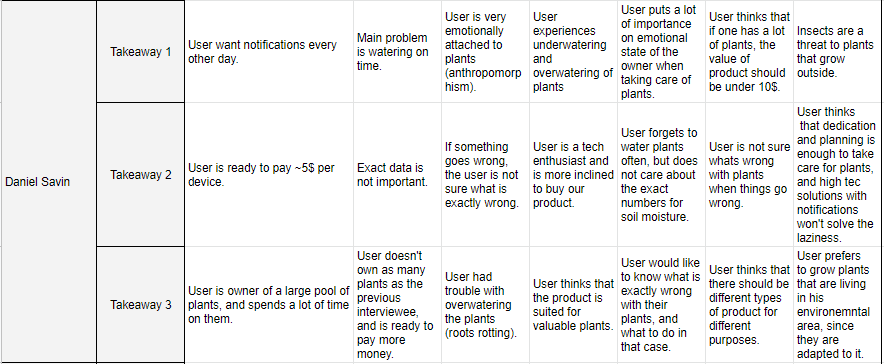 Daniel Savin
Takeaway 1
User want notifications every
other day.
Main problem
is watering on
time.
User is very
emotionally
attached to
plants
(anthropomorp
hism).
User
experiences
underwatering
and
overwatering of
plants
User puts a lot
of importance
on emotional
state of the
owner when
taking care of
plants.
User thinks that
if one has a lot
of plants, the
value of
product should
be under 10$.
Insects are a
threat to plants
that grow
outside.
Takeaway 2
User is ready to pay ~5$ per
device.
Exact data is
not important.
If something
goes wrong,
the user is not
sure what is
exactly wrong.
User is a tech
enthusiast and
is more inclined
to buy our
product.
User forgets to
water plants
often, but does
not care about
the exact
numbers for
soil moisture.
User is not sure
whats wrong
with plants
when things go
wrong.
User thinks
that dedication
and planning is
enough to take
care for plants,
and high tec
solutions with
notifications
won't solve the
laziness.
Takeaway 3
User is owner of a large pool of
plants, and spends a lot of time
on them.
User doesn't
own as many
plants as the
previous
interviewee,
and is ready to
pay more
money.
User had
trouble with
overwatering
the plants
(roots rotting).
User thinks that
the product is
suited for
valuable plants.
User would like
to know what is
exactly wrong
with their
plants, and
what to do in
that case.
User thinks that
there should be
different types
of product for
different
purposes.
User prefers
to grow plants
that are living
in his
environemntal
area, since
they are
adapted to it.